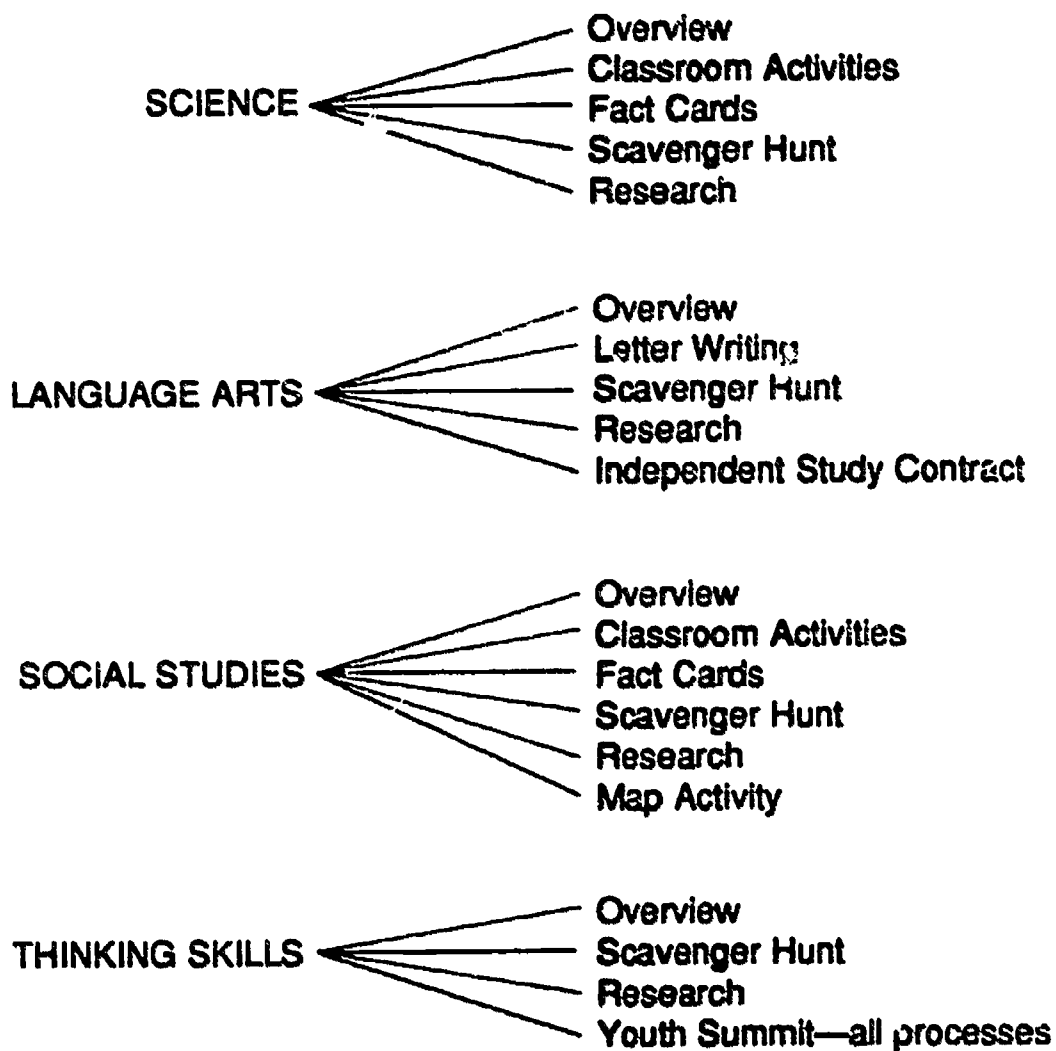 SCIENCE
Overview
Classroom Activities
Fact Cards
Scavenger Hunt
Research
LANGUAGE ARTS
Overview
Letter Writing
Scavenger Hunt
Research
Independent Study Contract
SOCIAL STUDIES
Overview
Classroom Activities
Fact Cards
Scavenger Hunt
Research
Map Activity
THINKING SKILLS
Overview
Scavenger Hunt
Research
Youth Summit—all processes